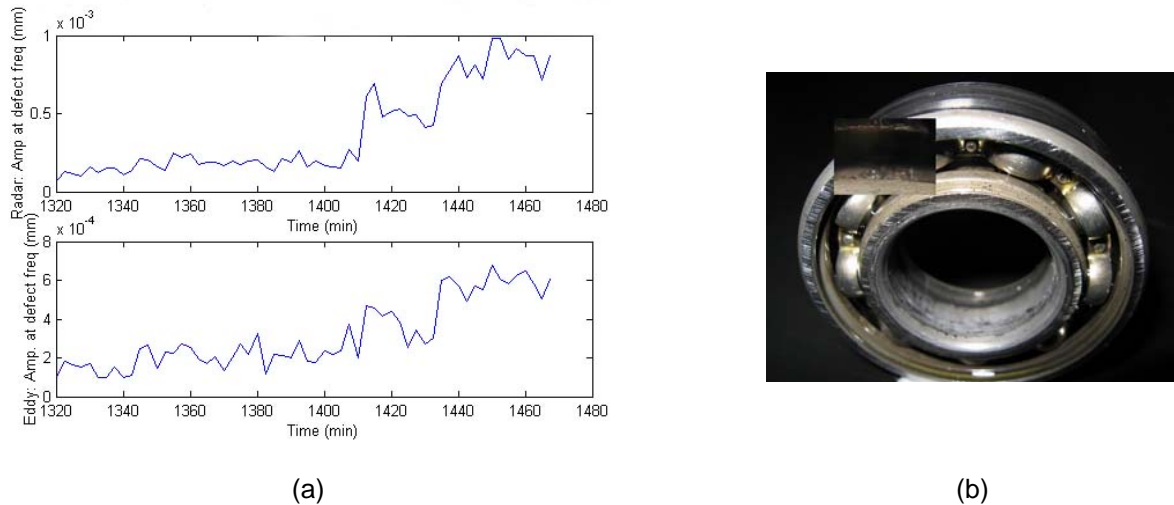 x 10-3
1
0.5
0
Radar: Amp at defect freq (mm)
1320 1340 1360 1380 1400 1420 1440 1460 1480
Time (min)
x 10-4
8
6
4
2
0
Eddy: Amp. at defect freq (mm)
1320 1340 1360 1380 1400 1420 1440 1460 1480
Time (min)
(a) (b)